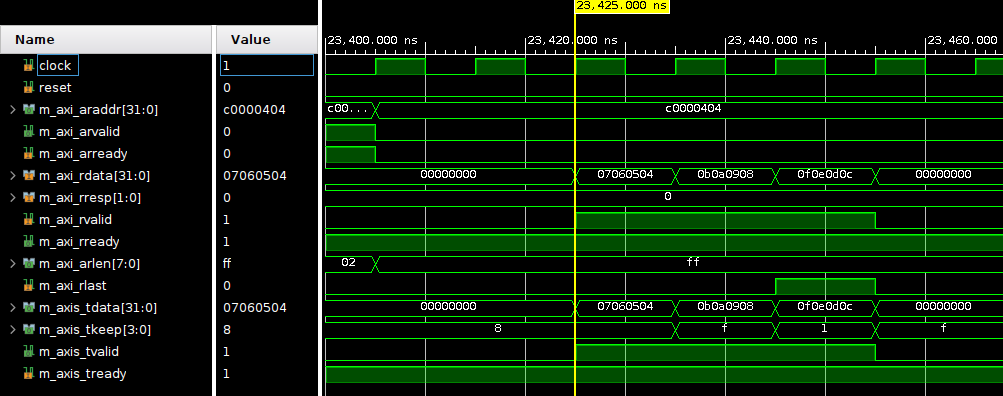 23,425.000 ns
Name Value
23,400.000 ns 23,420.000 ns 23,440.000 ns 23,460.000
clock 1
reset 0
m_axi_araddr[31:0] c0000404 c00... c0000404
m_axi_arvalid 0
m_axi_arready 0
m_axi_rdata[31:0] 07060504 00000000 07060504 0b0a0908 0f0e0d0c 00000000
m_axi_rresp[1:0] 0 0
m_axi_rvalid 1
m_axi_rready 1
m_axi_arlen[7:0] ff 02 ff
m_axi_rlast 0
m_axis_tdata[31:0] 07060504 00000000 07060504 0b0a0908 0f0e0d0c 00000000
m_axis_tkeep[3:0] 8 8 f 1 f
m_axis_tvalid 1
m_axis_tready 1